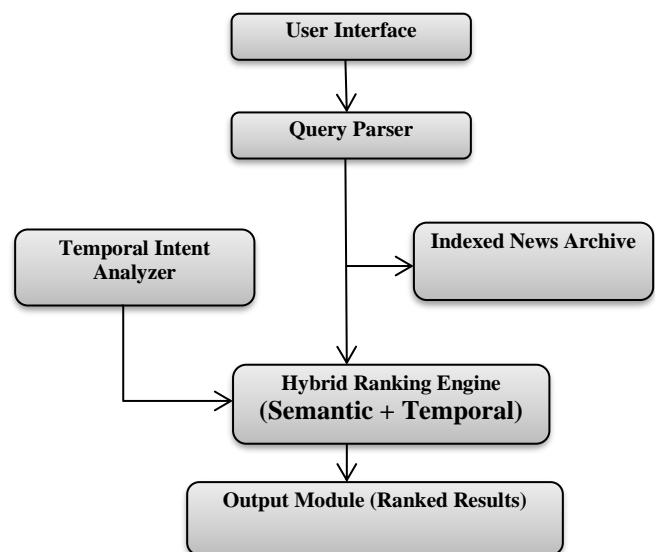 User Interface
Query Parser
Temporal Intent
Analyzer
Indexed News Archive
Hybrid Ranking Engine
(Semantic + Temporal)
Output Module (Ranked Results)